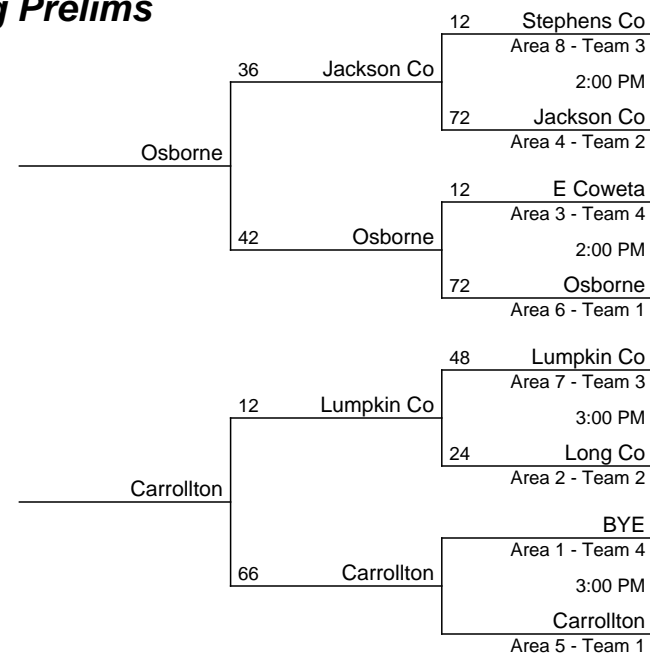 Prelims
12 Stephens Co
Area 8 - Team 3
36 Jackson Co
2:00 PM
72 Jackson Co
Area 4 - Team 2
Osborne
12 E Coweta
Area 3 - Team 4
42 Osborne
2:00 PM
72 Osborne
Area 6 - Team 1
48 Lumpkin Co
Area 7 - Team 3
12 Lumpkin Co
3:00 PM
24 Long Co
Area 2 - Team 2
Carrollton
BYE
Area 1 - Team 4
66 Carrollton
3:00 PM
Carrollton
Area 5 - Team 1